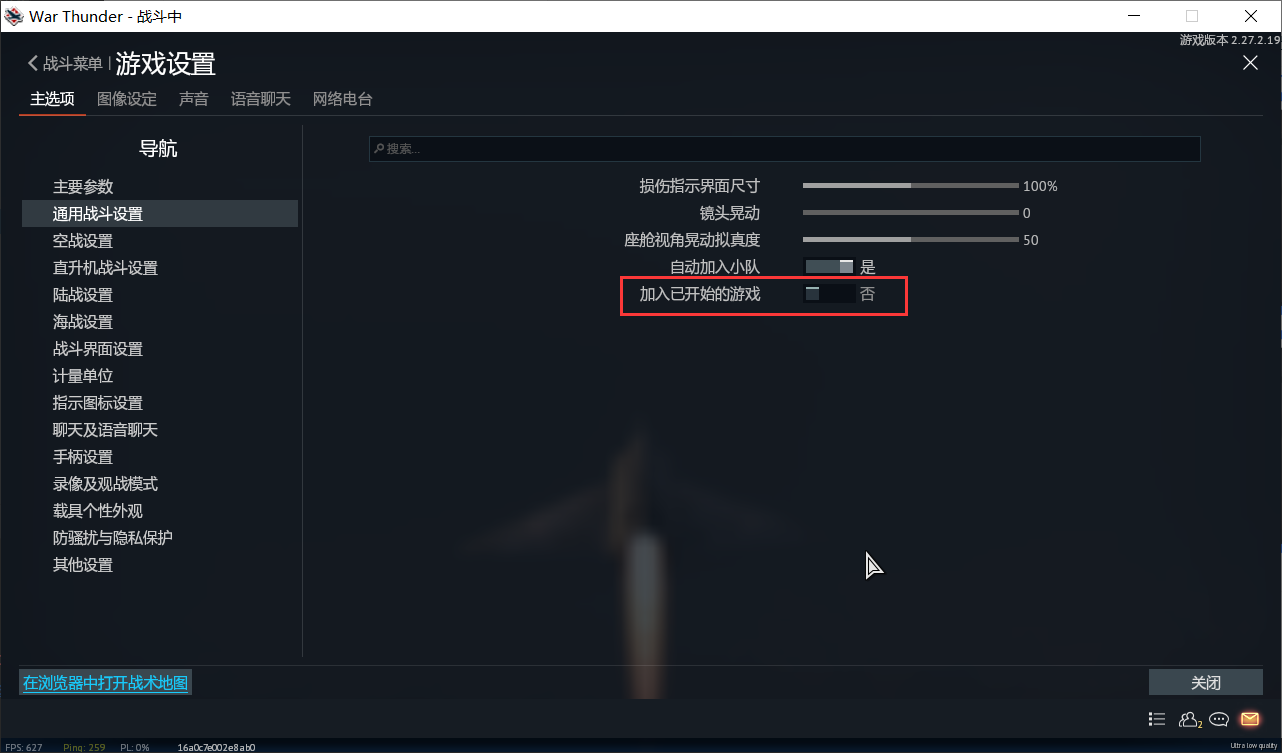 War Thunder - 战斗中
游戏版本 2.27.2.19
战斗菜单 | 游戏设置
主选项 图像设定 声音 语音聊天 网络电台
导航
搜索...
主要参数
通用战斗设置
空战设置
直升机战斗设置
陆战设置
海战设置
战斗界面设置
计量单位
指示图标设置
聊天及语音聊天
手柄设置
录像及观战模式
载具个性外观
防骚扰与隐私保护
其他设置
损伤指示界面尺寸 100%
镜头晃动 0
座舱视角晃动拟真度 50
自动加入小队 是
加入已开始的游戏 否
在浏览器中打开战术地图
关闭
2
FPS: 627 Ping: 259 PL: 0% 16a0c7e002e8ab0
Ultra low quality